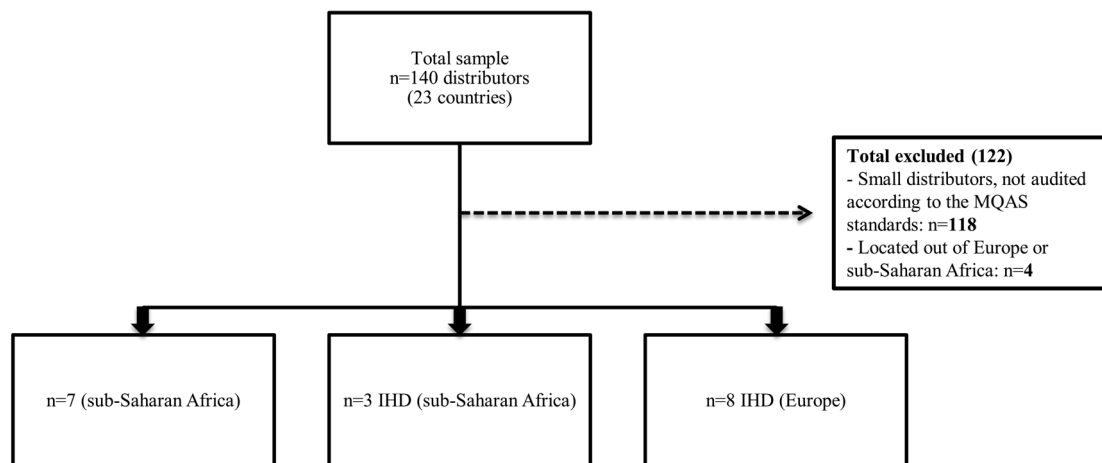 Total sample
n=140 distributors
(23 countries)
Total excluded (122)
- Small distributors, not audited
according to the MQAS
standards: n=118
- Located out of Europe or
sub-Saharan Africa: n=4
n=7 (sub-Saharan Africa)
n=3 IHD (sub-Saharan Africa)
n=8 IHD (Europe)